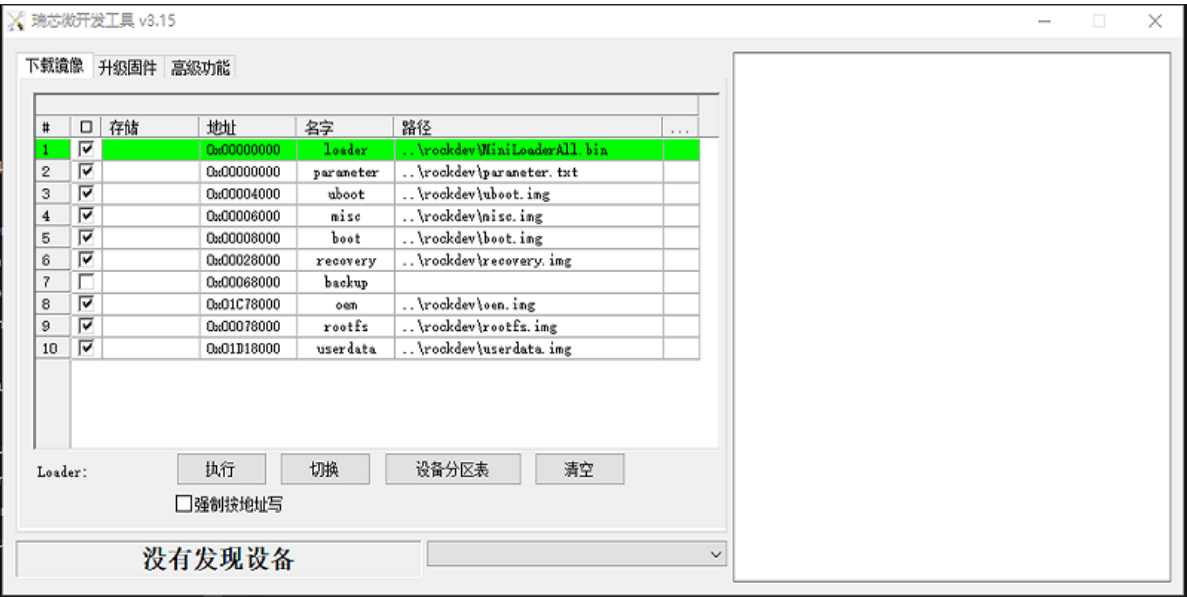 瑞芯微开发工具 v3.15
下载镜像 升级固件 高级功能
# 存储 地址 名字 路径 ...
1 0x00000000 loader ..\rockdev\MiniLoaderAll.bin
2 0x00000000 parameter ..\rockdev\parameter.txt
3 0x00004000 uboot ..\rockdev\uboot.img
4 0x00006000 misc ..\rockdev\misc.img
5 0x00008000 boot ..\rockdev\boot.img
6 0x00028000 recovery ..\rockdev\recovery.img
7 0x00068000 backup
8 0x01C78000 oem ..\rockdev\oem.img
9 0x00078000 rootfs ..\rockdev\rootfs.img
10 0x01D18000 userdata ..\rockdev\userdata.img
Loader: 执行 切换 设备分区表 清空
强制按地址写
没有发现设备